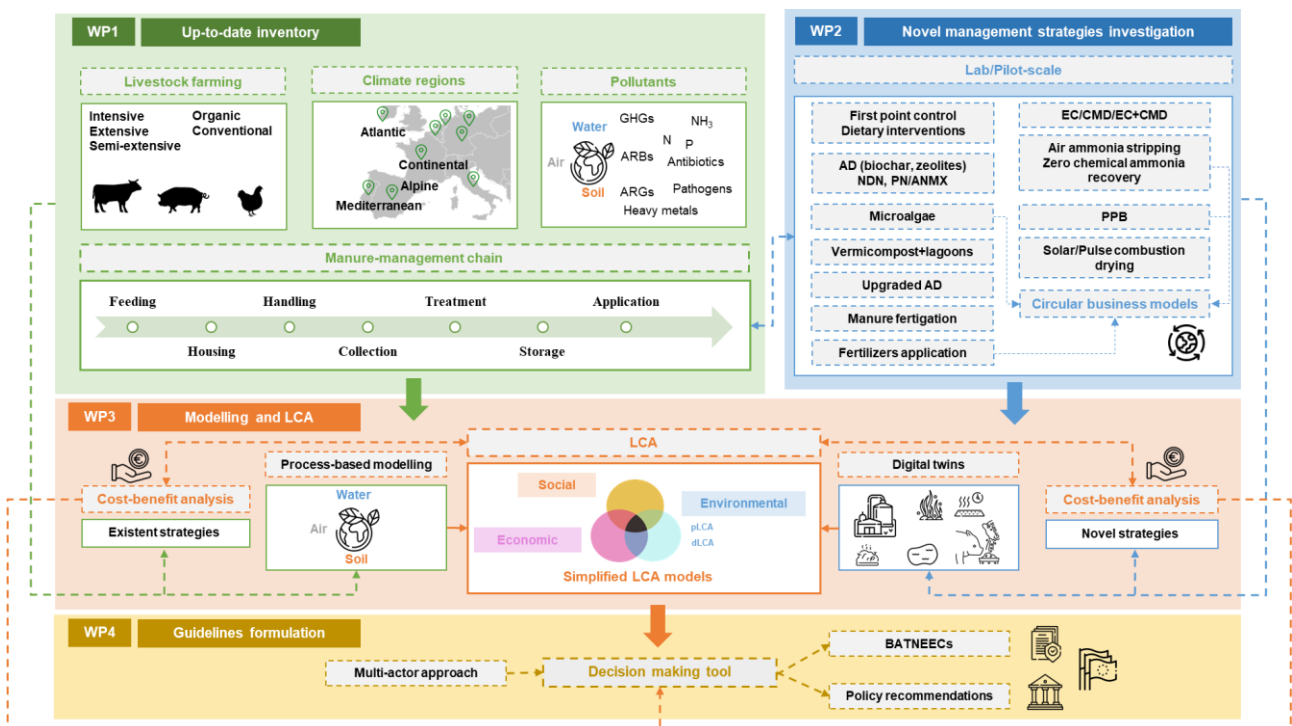 WP1
Up-to-date inventory
Livestock farming
Intensive
Extensive
Semi-extensive
Organic
Conventional
Climate regions
Atlantic
Continental
Alpine
Mediterranean
Pollutants
Water
Air
Soil
GHGs
NH3
N
P
ARBs
Antibiotics
ARGs
Pathogens
Heavy metals
Manure-management chain
Feeding
Handling
Treatment
Application
Housing
Collection
Storage
WP2
Novel management strategies investigation
Lab/Pilot-scale
First point control
Dietary interventions
AD (biochar, zeolites)
NDN, PN/ANMX
Microalgae
Vermicompost+lagoons
Upgraded AD
Manure fertigation
Fertilizers application
EC/CMD/EC+CMD
Air ammonia stripping
Zero chemical ammonia
recovery
PPB
Solar/Pulse combustion
drying
Circular business models
WP3
Modelling and LCA
Cost-benefit analysis
Existent strategies
Process-based modelling
Water
Air
Soil
LCA
Social
Environmental
pLCA
dLCA
Economic
Simplified LCA models
Digital twins
Cost-benefit analysis
Novel strategies
WP4
Guidelines formulation
Multi-actor approach
Decision making tool
BATNEECs
Policy recommendations